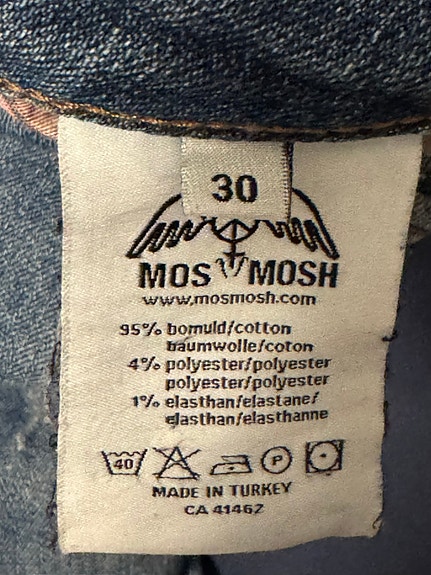 30
MOS MOSH
www.mosmosh.com
95% bomuld/cotton
baumwolle/coton
4% polyester/polyester
polyester/polyester
1% elasthan/elastane/
elasthan/elasthanne
40
P
MADE IN TURKEY
CA 41462